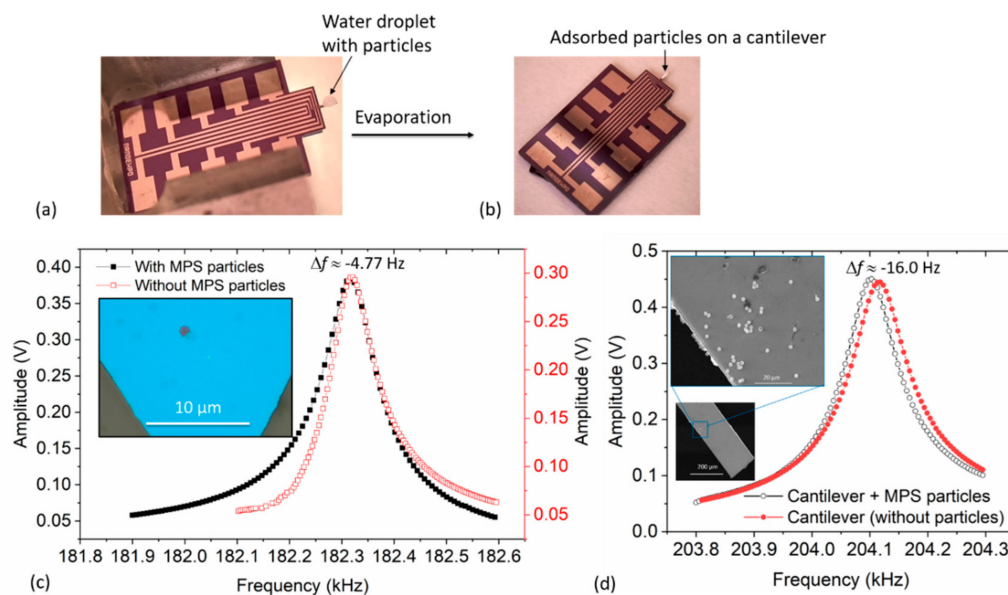 Water droplet
with particles
Adsorbed particles on a cantilever
Evaporation
(a)
(b)
With MPS particles
Without MPS particles
Δf ≈ -4.77 Hz
10 μm
0.40
0.35
0.30
0.25
0.20
0.15
0.10
0.05
Amplitude (V)
0.30
0.25
0.20
0.15
0.10
0.05
Amplitude (V)
181.8 181.9 182.0 182.1 182.2 182.3 182.4 182.5 182.6
Frequency (kHz)
(c)
Δf ≈ -16.0 Hz
20 μm
200 μm
0.5
0.4
0.3
0.2
0.1
0.0
Amplitude (V)
Cantilever + MPS particles
Cantilever (without particles)
203.8 203.9 204.0 204.1 204.2 204.3
Frequency (kHz)
(d)